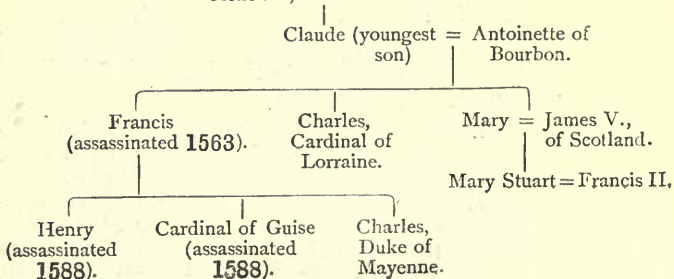 Claude (youngest = Antoinette of
son) Bourbon.
Francis Charles, Mary = James V.,
(assassinated 1563). Cardinal of of Scotland.
Lorraine.
Mary Stuart = Francis II,
Henry Cardinal of Guise Charles,
(assassinated (assassinated Duke of
1588). 1588). Mayenne.